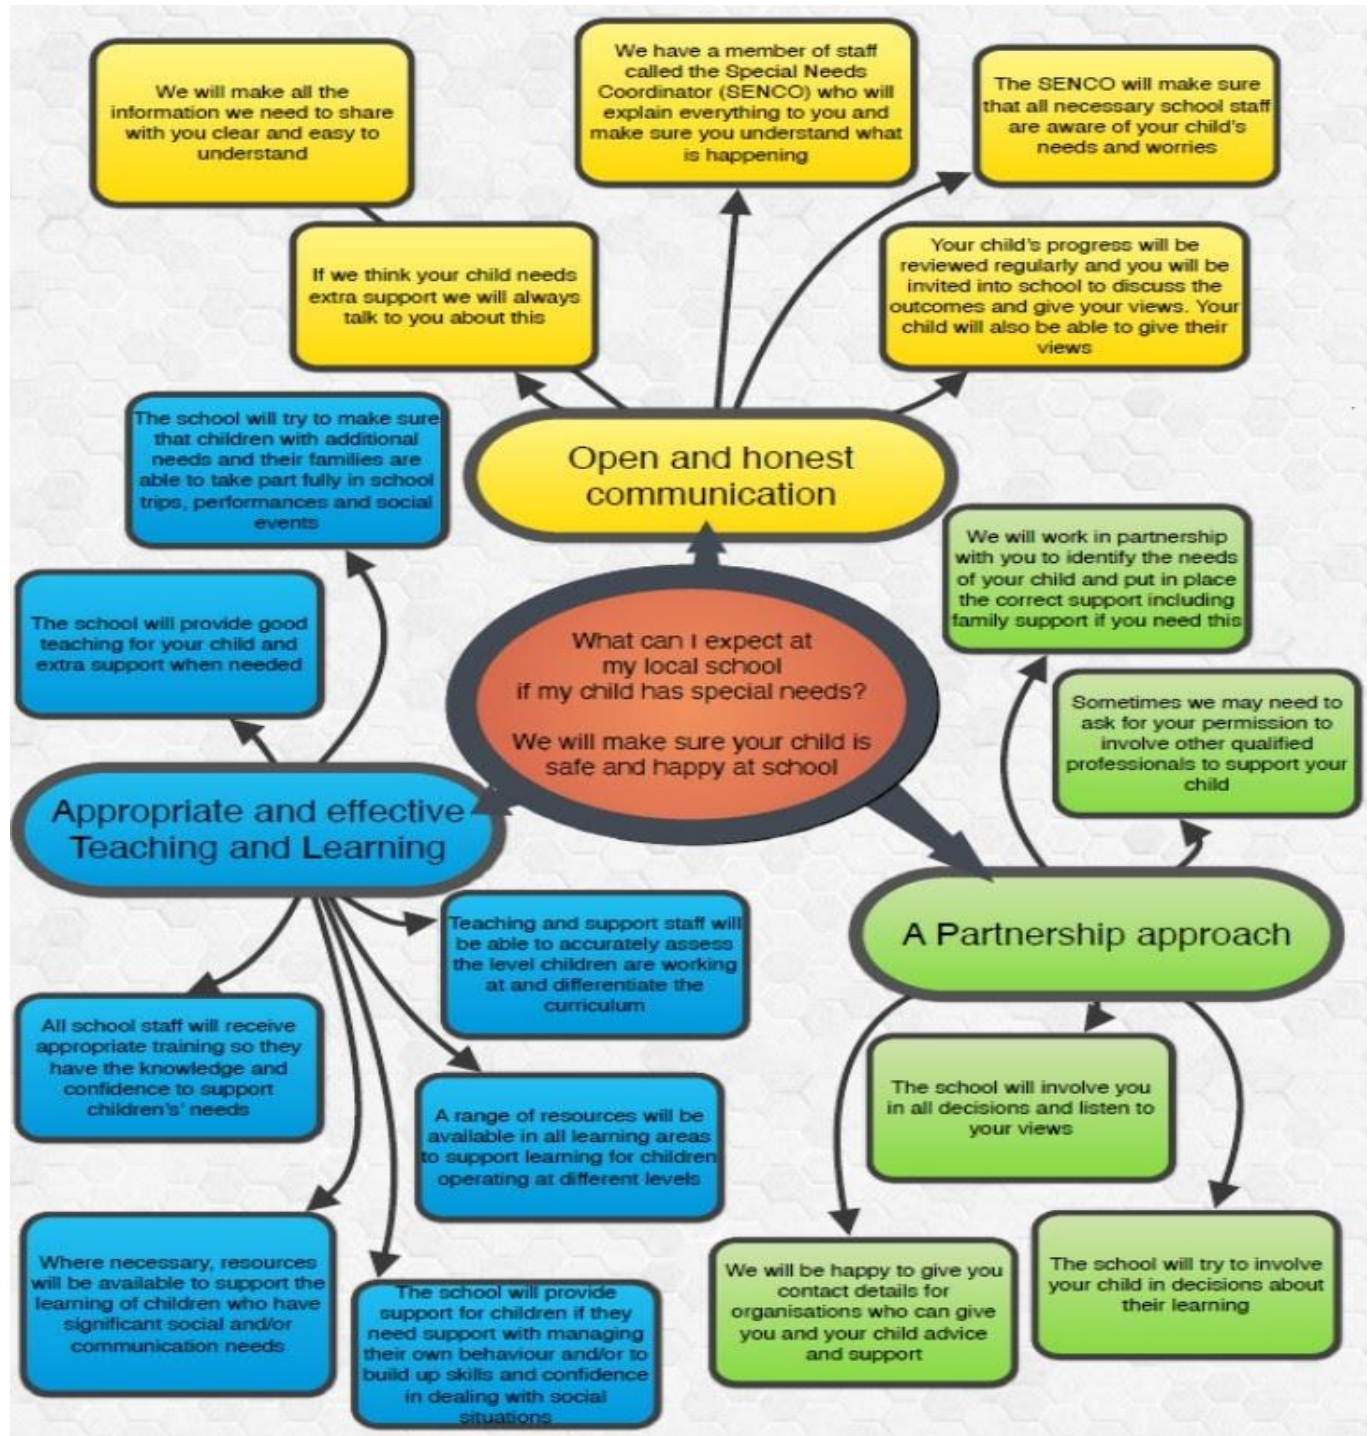 We will make all the
information we need to share
with you clear and easy to
understand
We have a member of staff
called the Special Needs
Coordinator (SENCO) who will
explain everything to you and
make sure you understand what
is happening
The SENCO will make sure
that all necessary school staff
are aware of your child's
needs and worries
If we think your child needs
extra support we will always
talk to you about this
Your child's progress will be
reviewed regularly and you will be
invited into school to discuss the
outcomes and give your views. Your
child will also be able to give their
views
Open and honest
communication
The school will try to make sure
that children with additional
needs and their families are
able to take part fully in school
trips, performances and social
events
We will work in partnership
with you to identify the needs
of your child and put in place
the correct support including
family support if you need this
The school will provide good
teaching for your child and
extra support when needed
What can I expect at
my local school
if my child has special needs?
We will make sure your child is
safe and happy at school
Sometimes we may need to
ask for your permission to
involve other qualified
professionals to support your
child
Appropriate and effective
Teaching and Learning
A Partnership approach
Teaching and support staff will
be able to accurately assess
the level children are working
at and differentiate the
curriculum
All school staff will receive
appropriate training so they
have the knowledge and
confidence to support
children's' needs
A range of resources will be
available in all learning areas
to support learning for children
operating at different levels
The school will involve you
in all decisions and listen to
your views
Where necessary, resources
will be available to support the
learning of children who have
significant social and/or
communication needs
The school will provide
support for children if they
need support with managing
their own behaviour and/or to
build up skills and confidence
in dealing with social
situations
We will be happy to give you
contact details for
organisations who can give
you and your child advice
and support
The school will try to involve
your child in decisions about
their learning